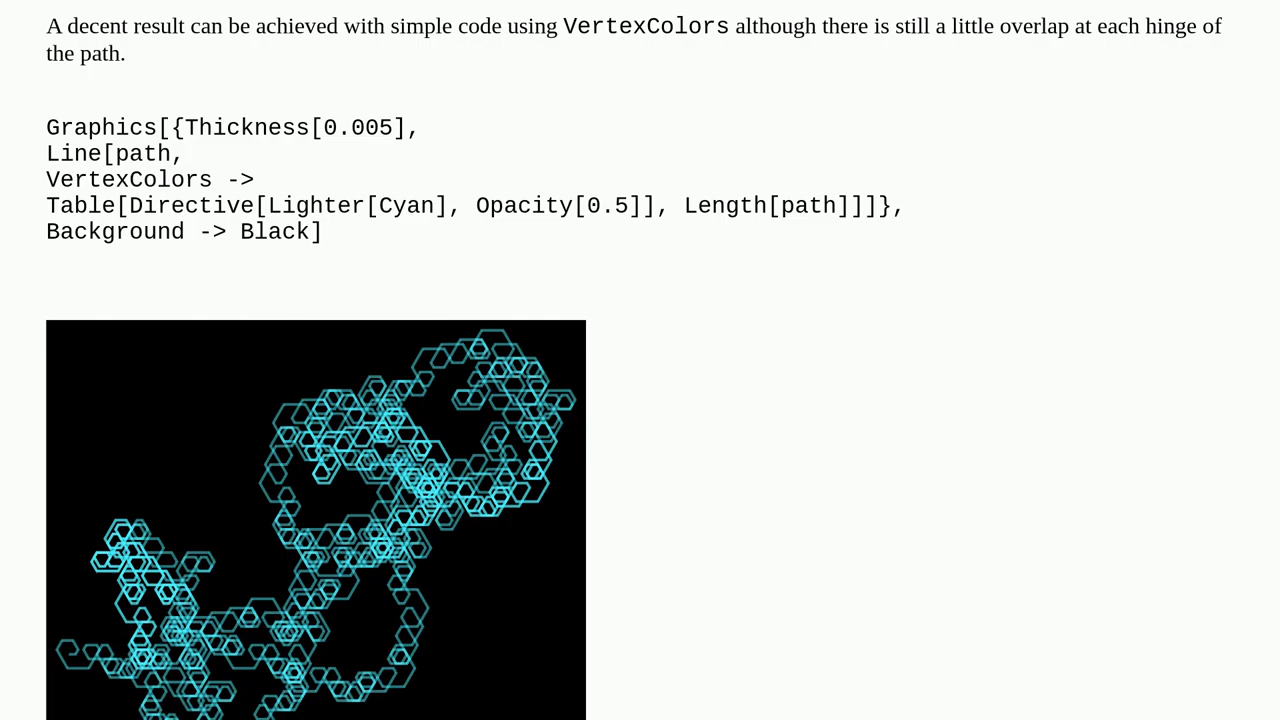 A decent result can be achieved with simple code using VertexColors although there is still a little overlap at each hinge of
the path.
Graphics[{Thickness[0.005],
Line[path,
VertexColors ->
Table[Directive[Lighter[Cyan], Opacity[0.5]], Length[path]]]},
Background -> Black]